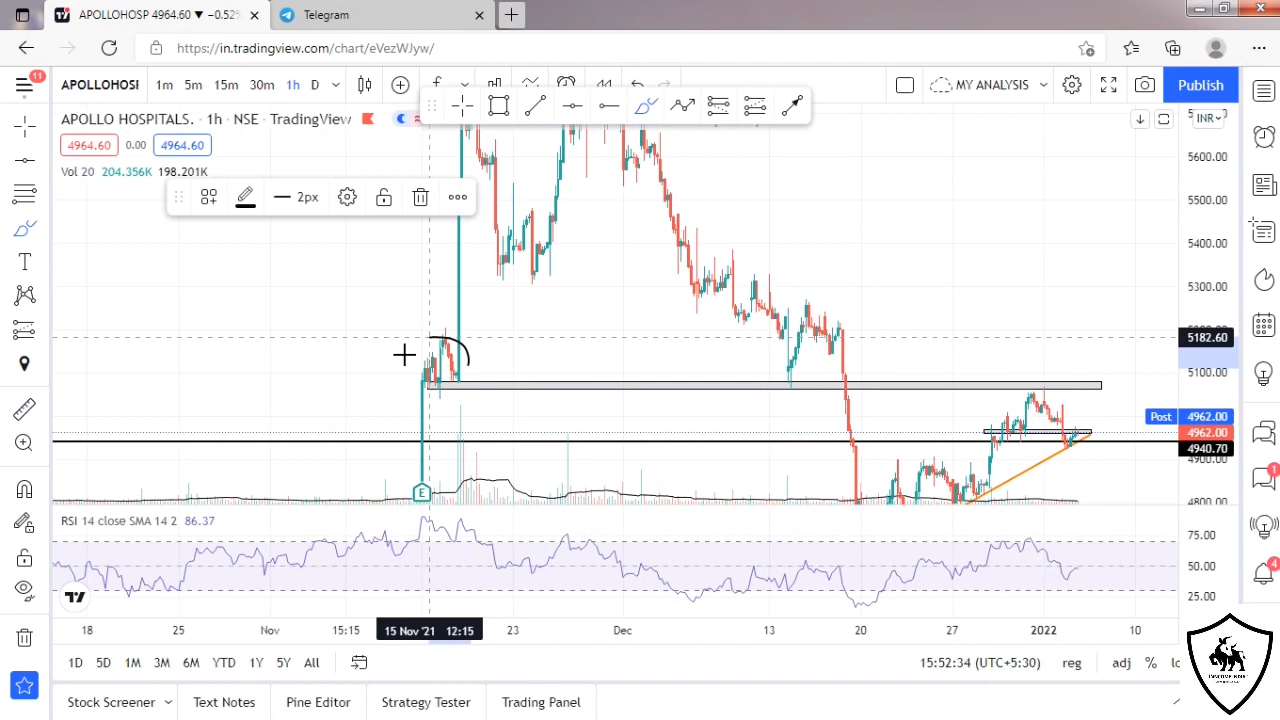 APOLLOHOSP 4964.60 ▼ −0.52%
Telegram
https://in.tradingview.com/chart/eVezWJyw/
11
APOLLOHOSI
1m 5m 15m 30m 1h D
MY ANALYSIS
Publish
APOLLO HOSPITALS. · 1h · NSE · TradingView
INR
4964.60 0.00 4964.60
Vol 20 204.356K 198.201K
2px
5600.00
5500.00
5400.00
5300.00
5182.60
5100.00
Post 4962.00
4962.00
4940.70
4900.00
4800.00
E
RSI 14 close SMA 14 2 86.37
75.00
50.00
25.00
1
4
18 25 Nov 15:15 15 Nov '21 12:15 23 Dec 13 20 27 2022 10
1D 5D 1M 3M 6M YTD 1Y 5Y All
15:52:34 (UTC+5:30) reg adj % lo
Stock Screener Text Notes Pine Editor Strategy Tester Trading Panel